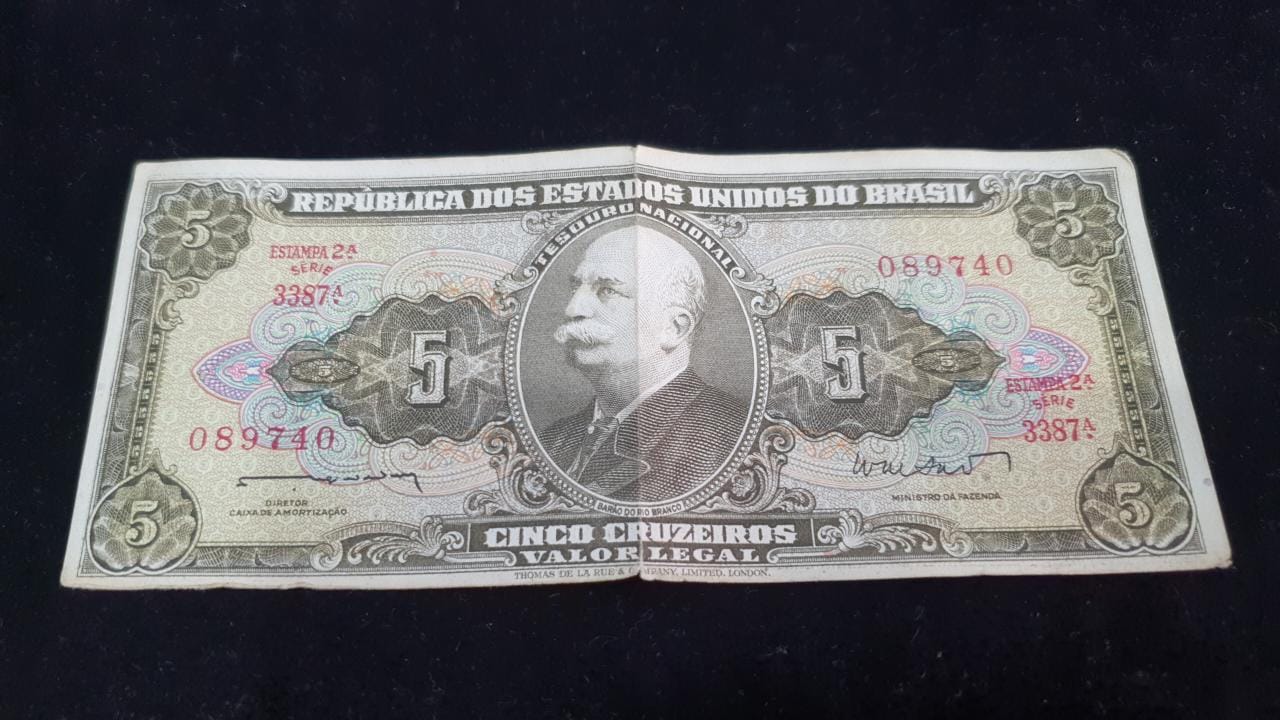 REPÚBLICA DOS ESTADOS UNIDOS DO BRASIL
TESOURO NACIONAL
5
5
ESTAMPA 2ª
SÉRIE
3387ª
089740
5
5
5
5
ESTAMPA 2ª
SÉRIE
3387ª
089740
DIRETOR
CAIXA DE AMORTIZAÇÃO
MINISTRO DA FAZENDA
BARÃO DO RIO BRANCO
5
5
CINCO CRUZEIROS
VALOR LEGAL
THOMAS DE LA RUE & COMPANY, LIMITED, LONDON.